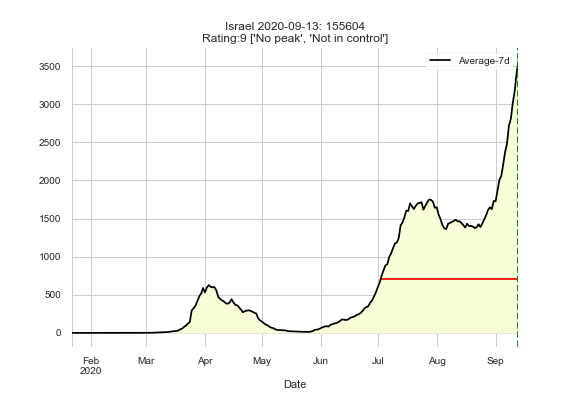 Israel 2020-09-13: 155604
Rating:9 ['No peak', 'Not in control']
Average-7d
3500
3000
2500
2000
1500
1000
500
0
Feb Mar Apr May Jun Jul Aug Sep
2020
Date